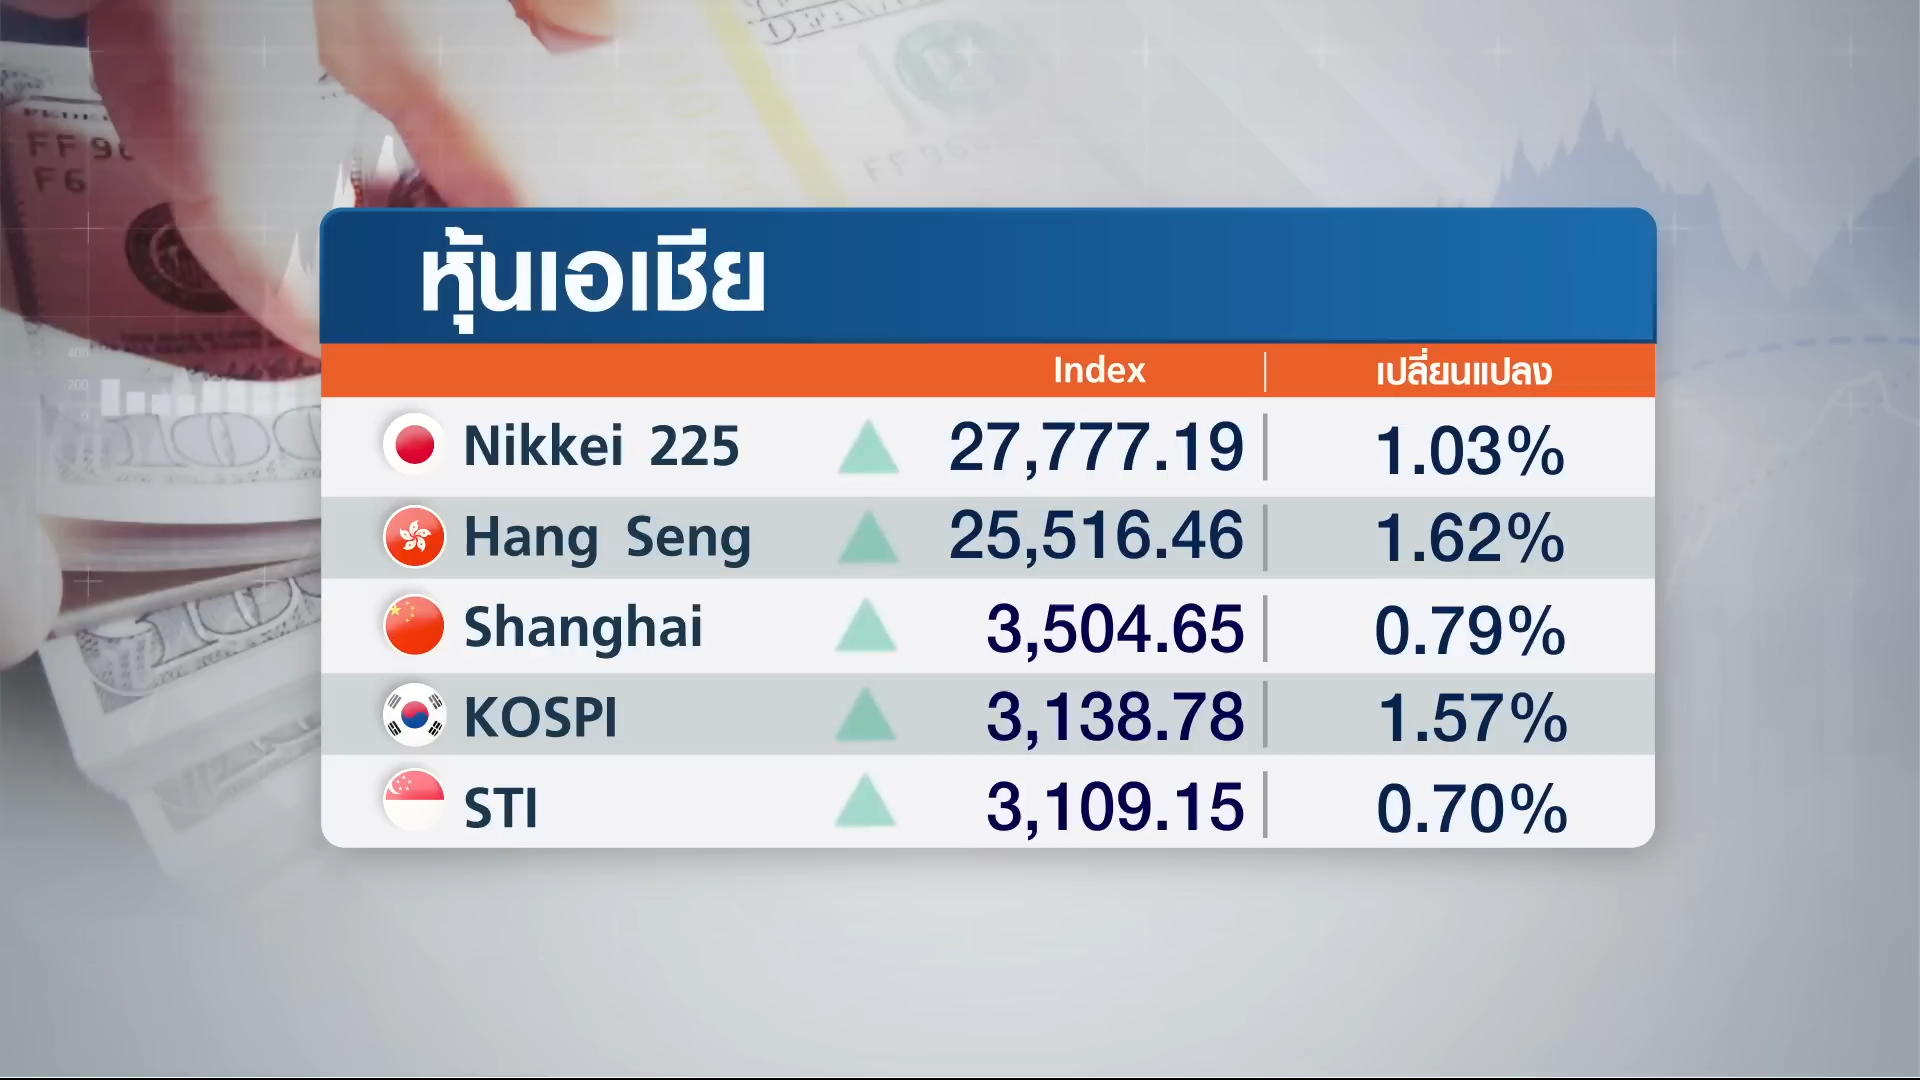 หุ้นเอเชีย
Index เปลี่ยนแปลง
Nikkei 225 27,777.19 1.03%
Hang Seng 25,516.46 1.62%
Shanghai 3,504.65 0.79%
KOSPI 3,138.78 1.57%
STI 3,109.15 0.70%